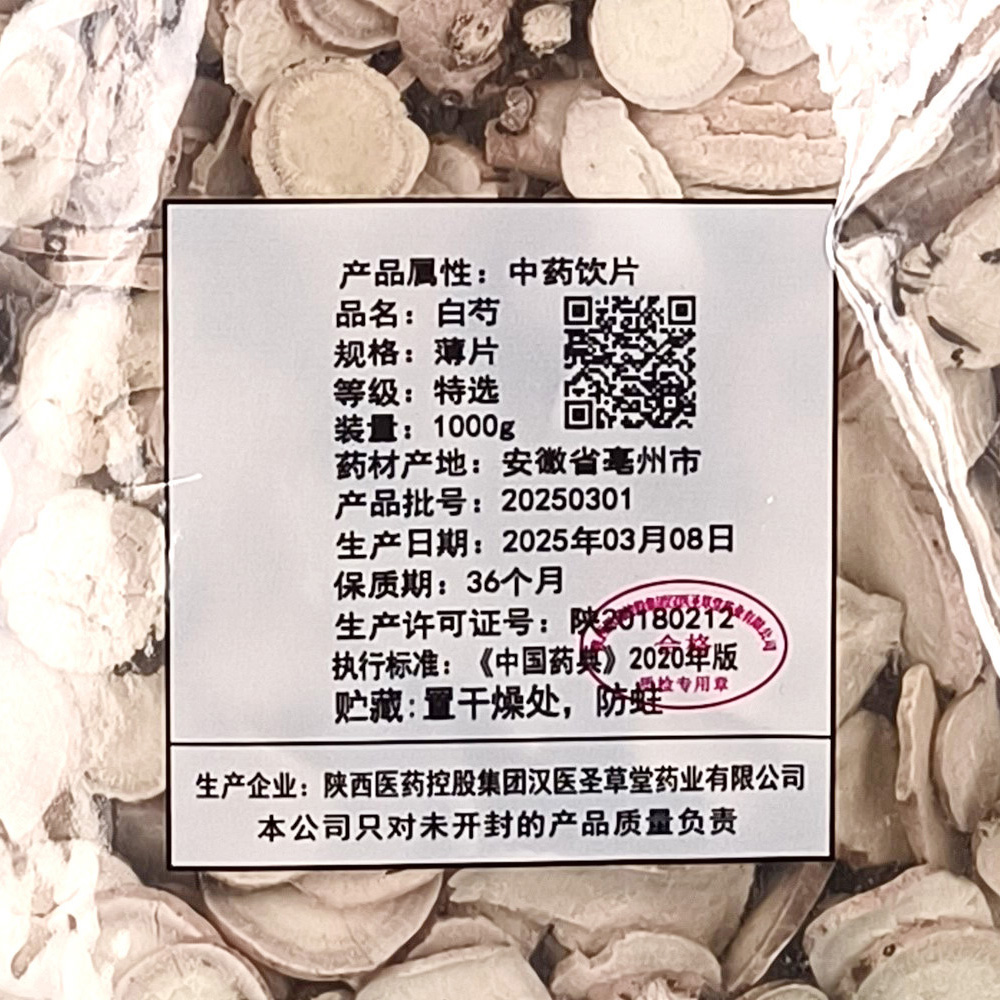 产品属性：中药饮片
品名：白芍
规格：薄片
等级：特选
装量：1000g
药材产地：安徽省亳州市
产品批号：20250301
生产日期：2025年03月08日
保质期：36个月
生产许可证号：陕20180212
执行标准：《中国药典》2020年版
贮藏:置干燥处，防蛀
合格
质检专用章
生产企业：陕西医药控股集团汉医圣草堂药业有限公司
本公司只对未开封的产品质量负责